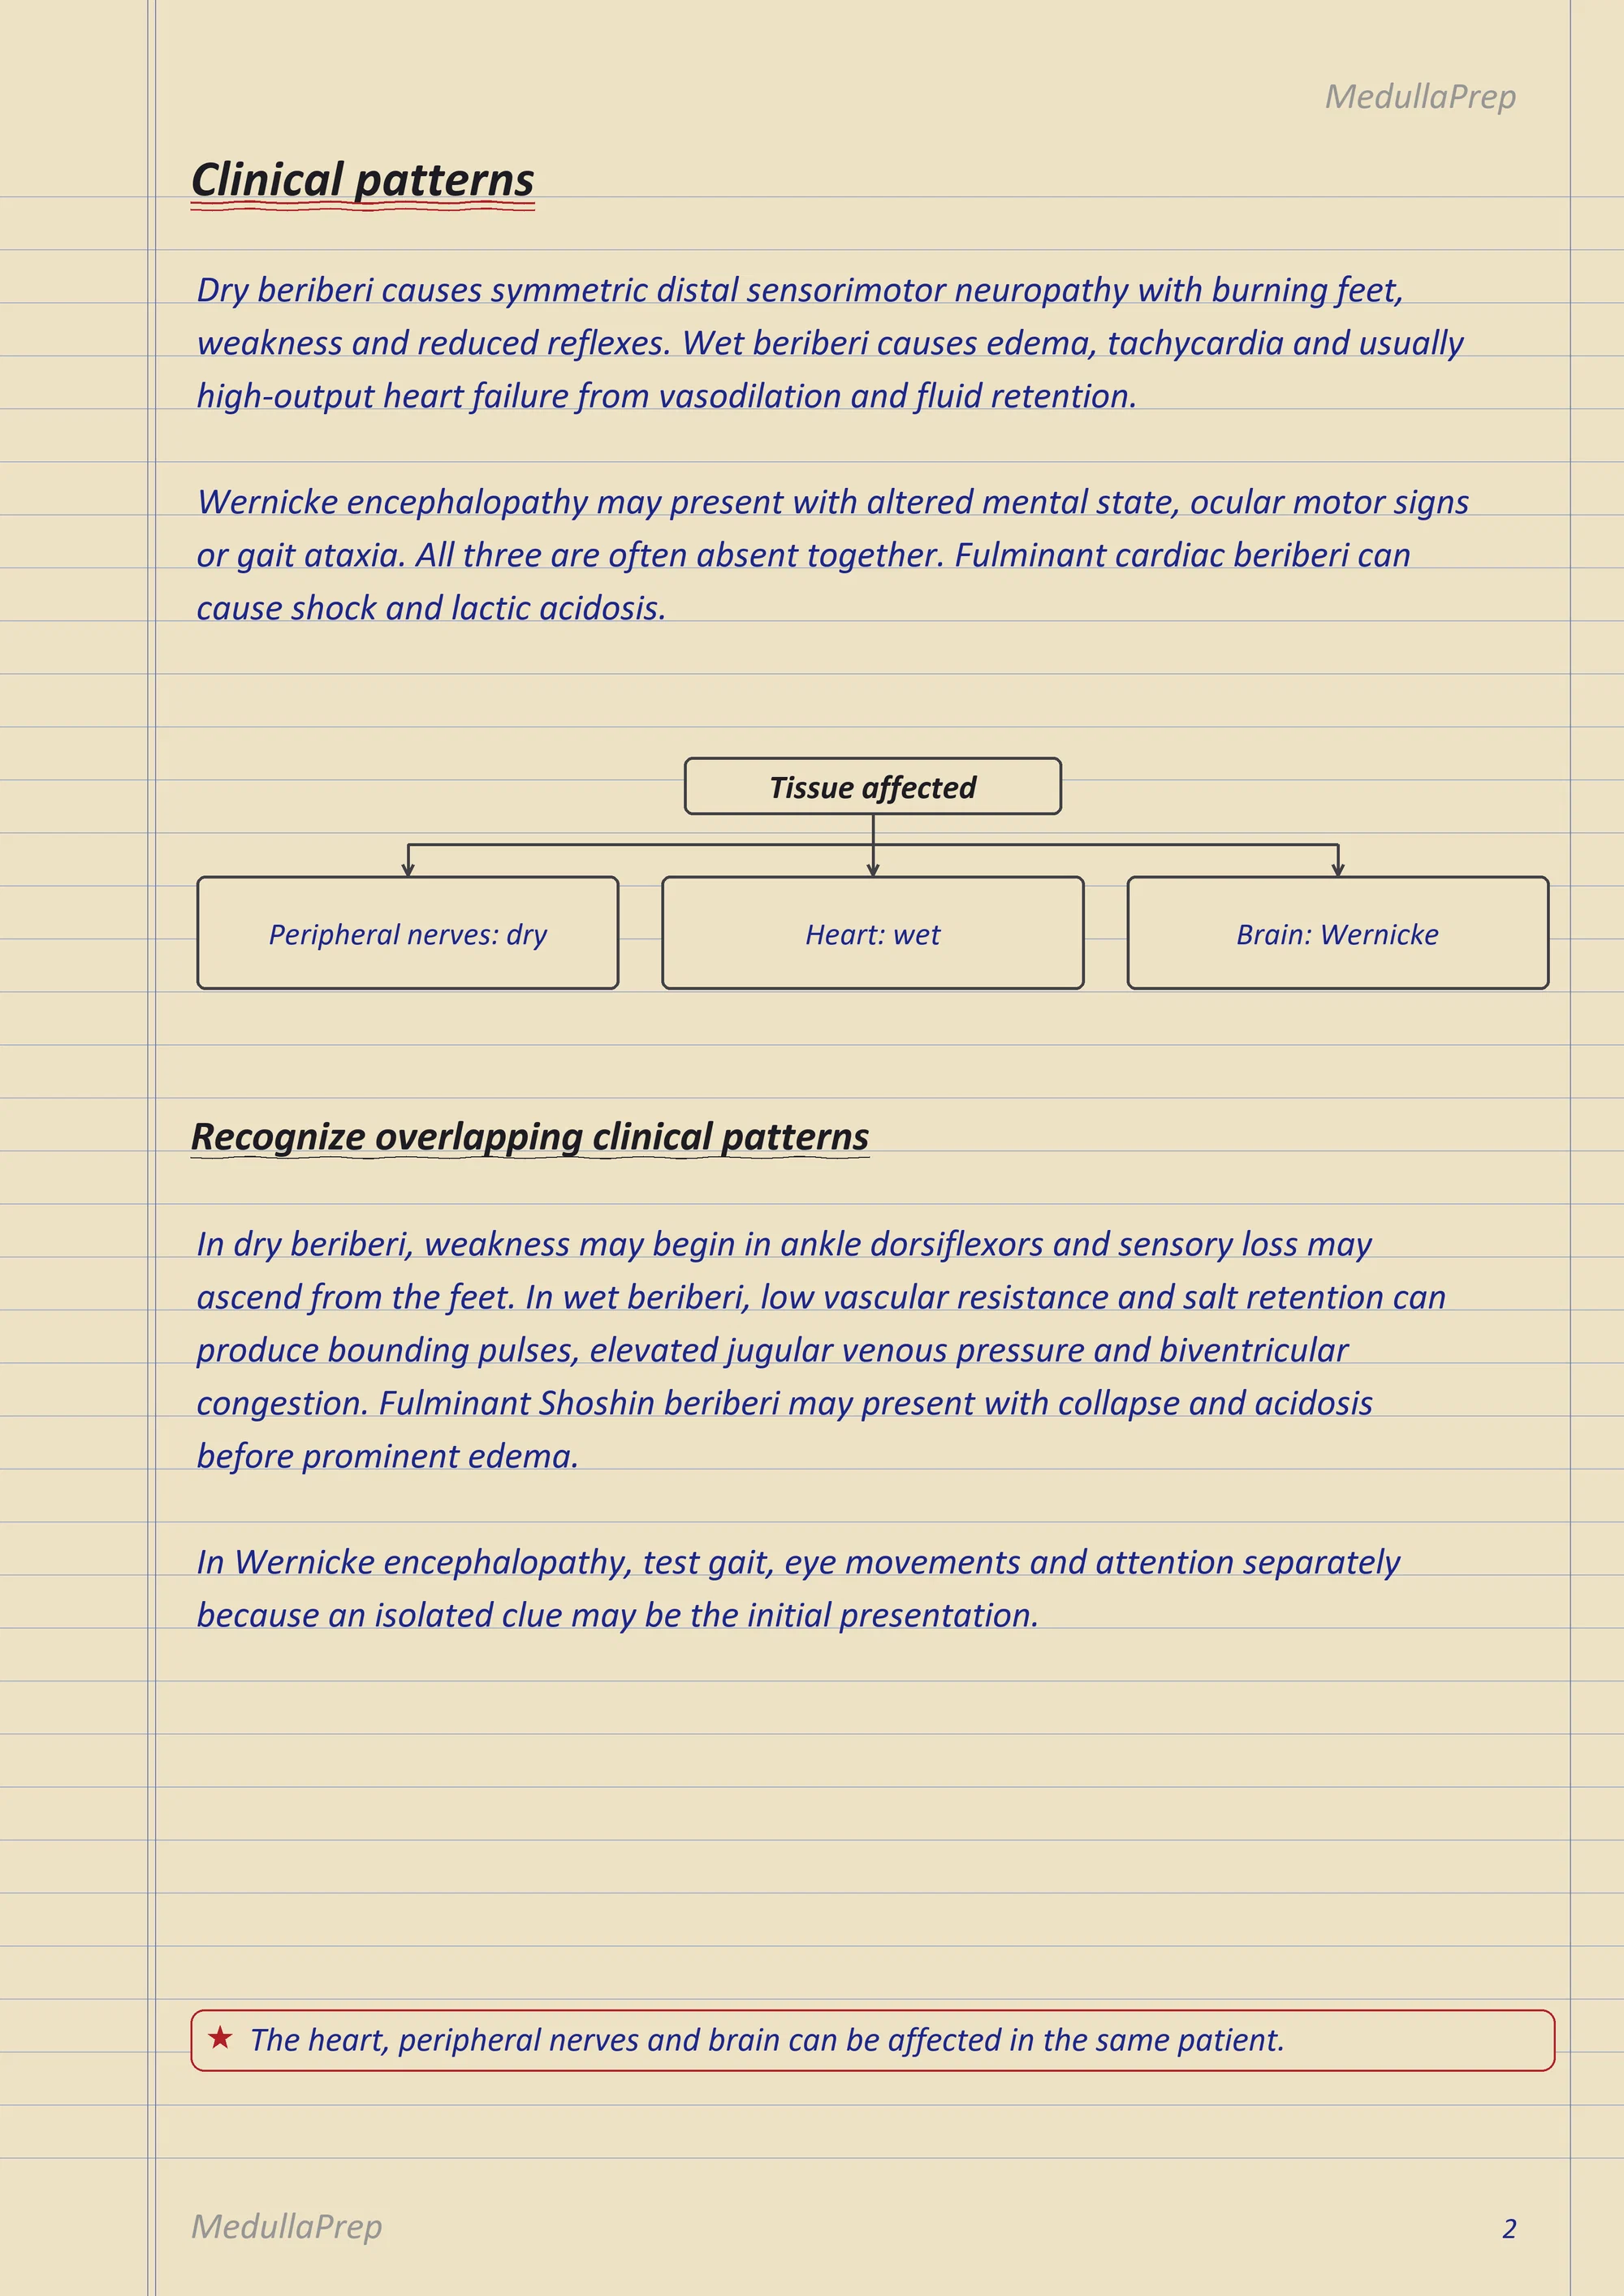 MedullaPrep
Clinical patterns
Dry beriberi causes symmetric distal sensorimotor neuropathy with burning feet,
weakness and reduced reflexes. Wet beriberi causes edema, tachycardia and usually
high-output heart failure from vasodilation and fluid retention.
Wernicke encephalopathy may present with altered mental state, ocular motor signs
or gait ataxia. All three are often absent together. Fulminant cardiac beriberi can
cause shock and lactic acidosis.
Tissue affected
Peripheral nerves: dry
Heart: wet
Brain: Wernicke
Recognize overlapping clinical patterns
In dry beriberi, weakness may begin in ankle dorsiflexors and sensory loss may
ascend from the feet. In wet beriberi, low vascular resistance and salt retention can
produce bounding pulses, elevated jugular venous pressure and biventricular
congestion. Fulminant Shoshin beriberi may present with collapse and acidosis
before prominent edema.
In Wernicke encephalopathy, test gait, eye movements and attention separately
because an isolated clue may be the initial presentation.
★ The heart, peripheral nerves and brain can be affected in the same patient.
MedullaPrep
2